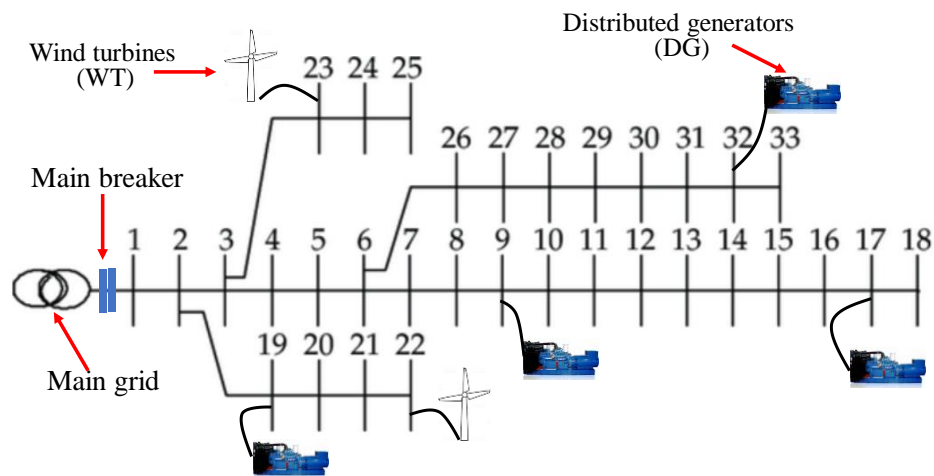 Distributed generators
(DG)
Wind turbines
(WT)
23 24 25
26 27 28 29 30 31 32 33
Main breaker
1 2 3 4 5 6 7 8 9 10 11 12 13 14 15 16 17 18
19 20 21 22
Main grid